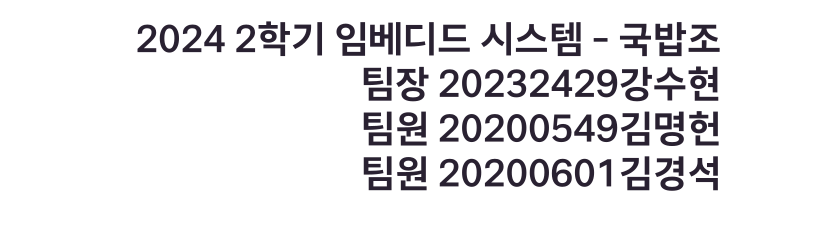 2024 2학기 임베디드 시스템 - 국밥조
팀장 20232429강수현
팀원 20200549김명헌
팀원 20200601김경석